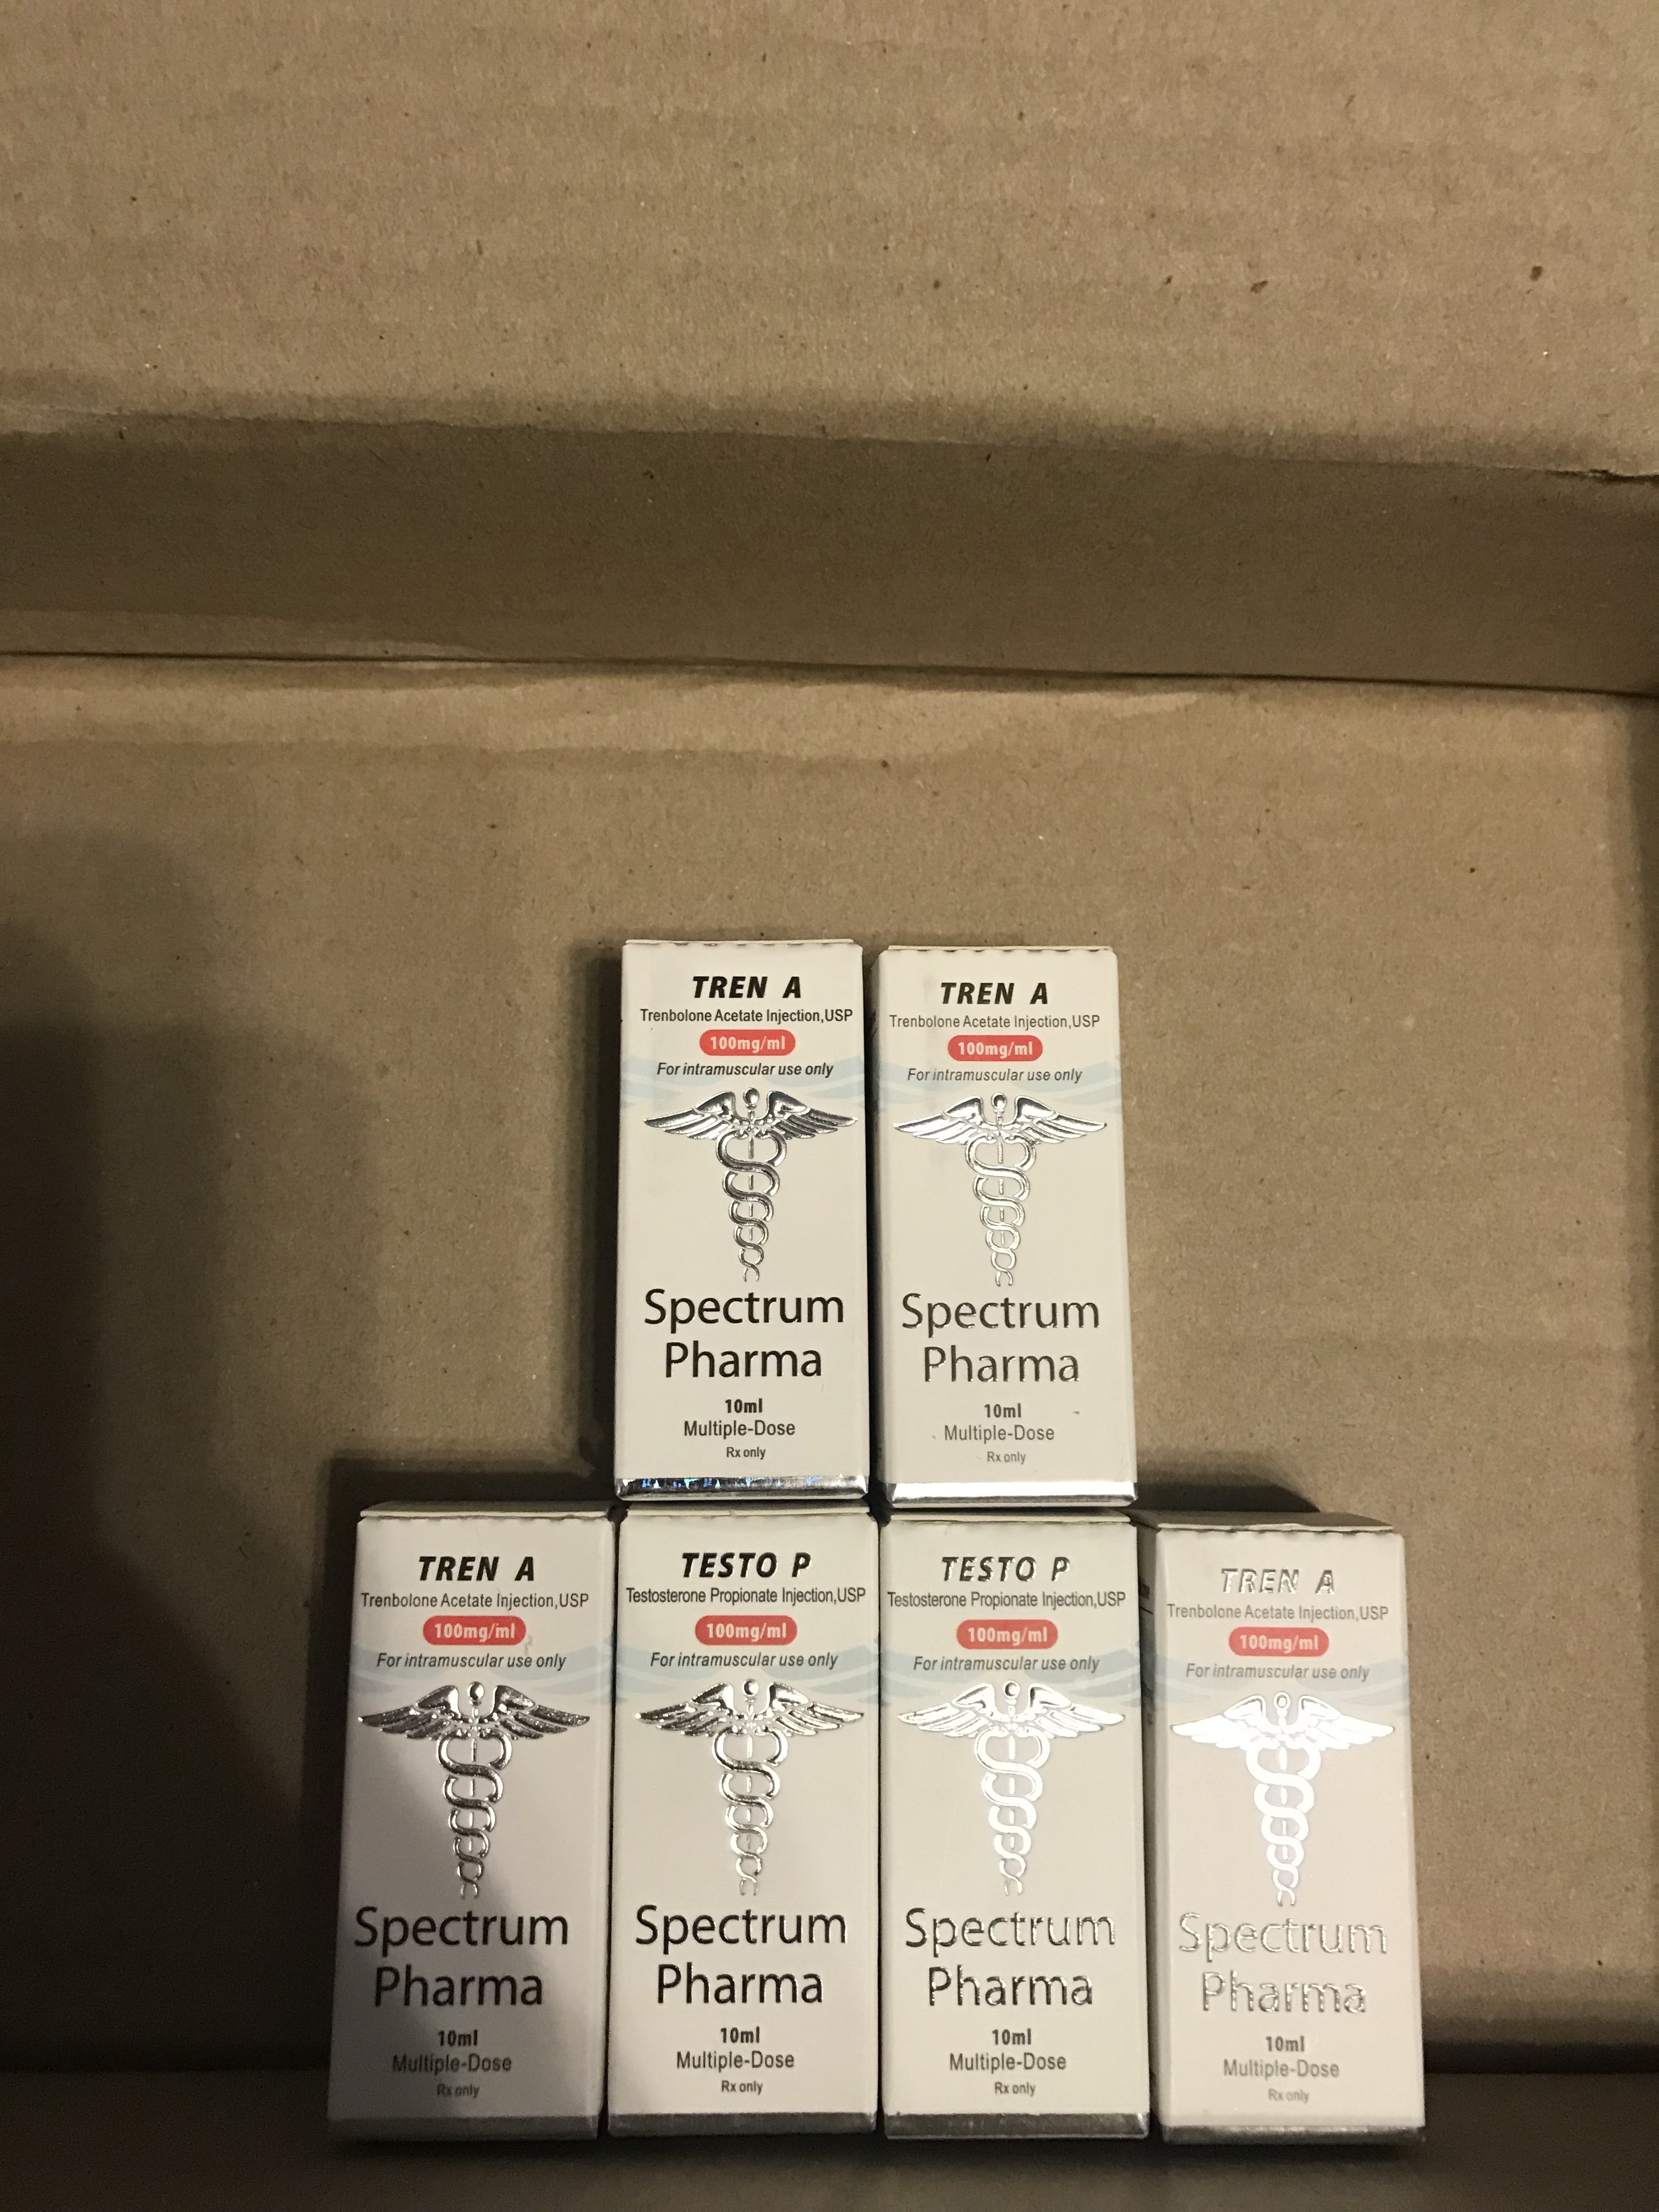 TREN A
Trenbolone Acetate Injection,USP
100mg/ml
For intramuscular use only
Spectrum
Pharma
10ml
Multiple-Dose
Rx only
TREN A
Trenbolone Acetate Injection,USP
100mg/ml
For intramuscular use only
Spectrum
Pharma
10ml
Multiple-Dose
Rx only
TREN A
Trenbolone Acetate Injection,USP
100mg/ml
For intramuscular use only
Spectrum
Pharma
10ml
Multiple-Dose
Rx only
TESTO P
Testosterone Propionate Injection,USP
100mg/ml
For intramuscular use only
Spectrum
Pharma
10ml
Multiple-Dose
Rx only
TESTO P
Testosterone Propionate Injection,USP
100mg/ml
For intramuscular use only
Spectrum
Pharma
10ml
Multiple-Dose
Rx only
TREN A
Trenbolone Acetate Injection,USP
100mg/ml
For intramuscular use only
Spectrum
Pharma
10ml
Multiple-Dose
Rx only